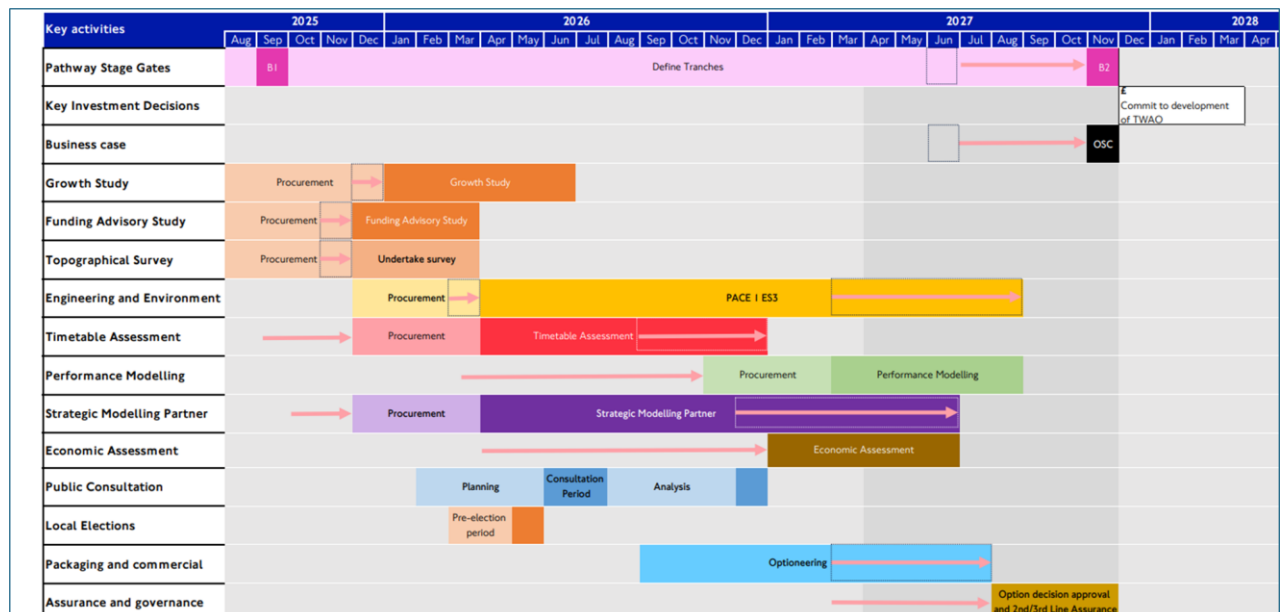 Key activities 2025 2026 2027 2028
Aug Sep Oct Nov Dec Jan Feb Mar Apr May Jun Jul Aug Sep Oct Nov Dec Jan Feb Mar Apr May Jun Jul Aug Sep Oct Nov Dec Jan Feb Mar Apr
Pathway Stage Gates B1 Define Tranches B2
Key Investment Decisions £
Commit to development
of TWAO
Business case OSC
Growth Study Procurement Growth Study
Funding Advisory Study Procurement Funding Advisory Study
Topographical Survey Procurement Undertake survey
Engineering and Environment Procurement PACE 1 ES3
Timetable Assessment Procurement Timetable Assessment
Performance Modelling Procurement Performance Modelling
Strategic Modelling Partner Procurement Strategic Modelling Partner
Economic Assessment Economic Assessment
Public Consultation Planning Consultation
Period Analysis
Local Elections Pre-election
period
Packaging and commercial Optioneering
Assurance and governance Option decision approval
and 2nd/3rd Line Assurance